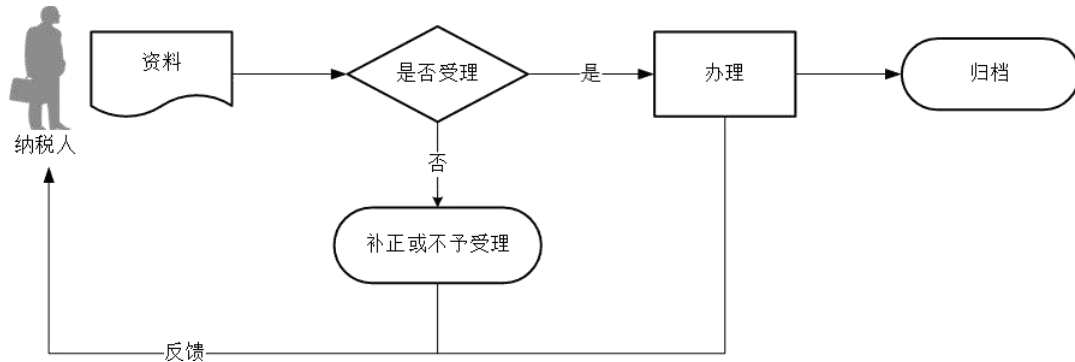 资料
是否受理
是
办理
归档
纳税人
否
补正或不予受理
反馈